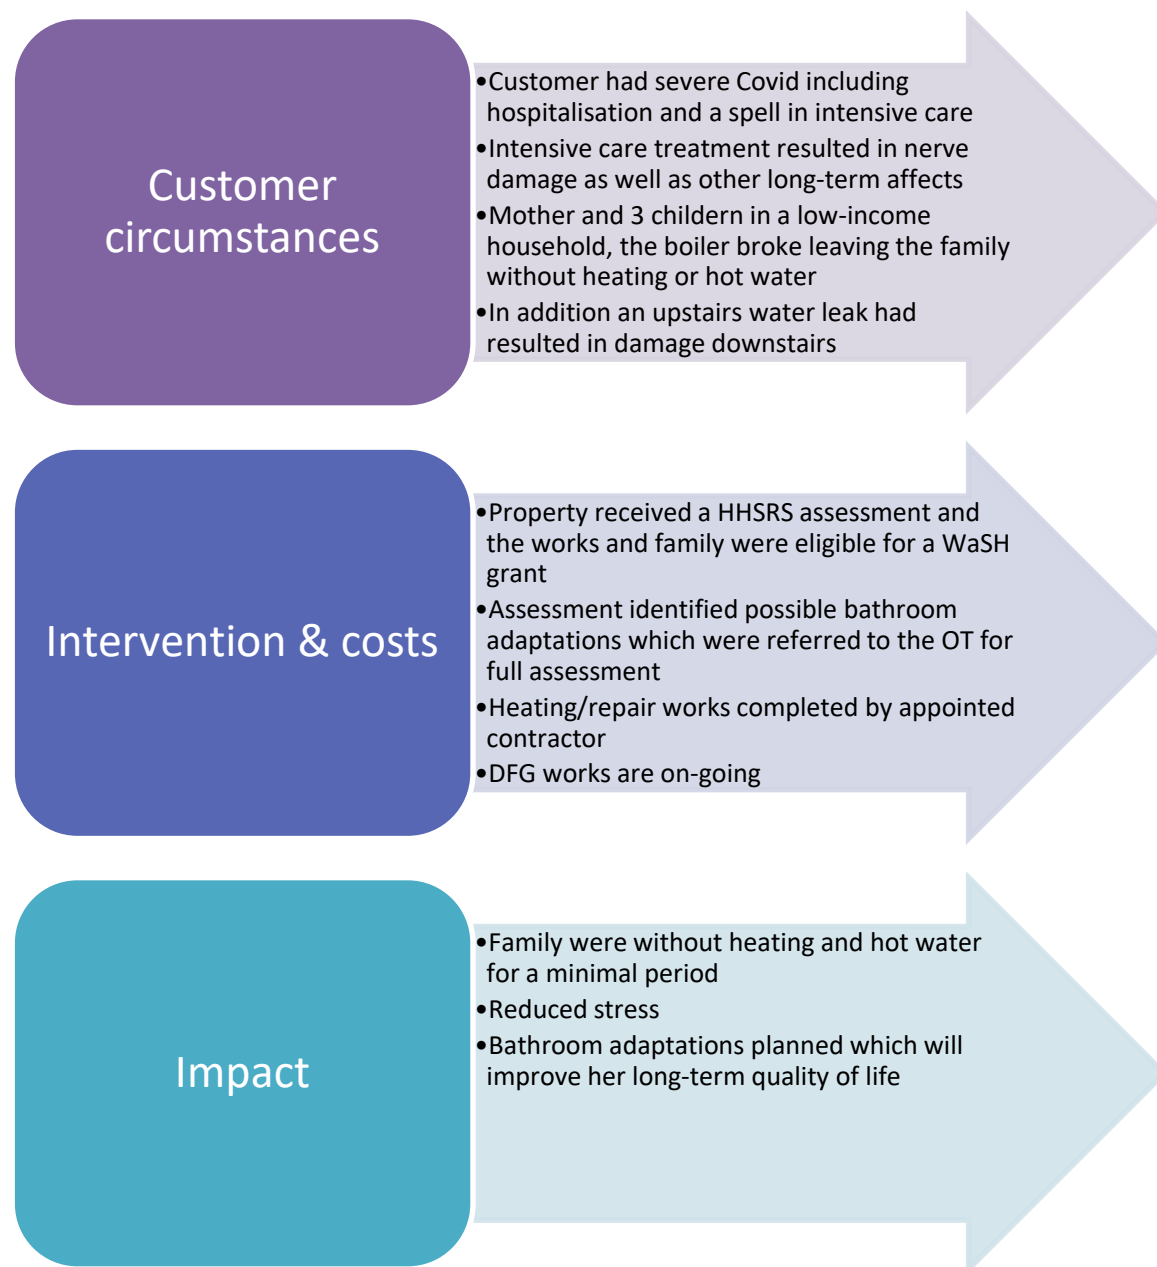 Customer
circumstances
•Customer had severe Covid including
hospitalisation and a spell in intensive care
•Intensive care treatment resulted in nerve
damage as well as other long-term affects
•Mother and 3 childern in a low-income
household, the boiler broke leaving the family
without heating or hot water
•In addition an upstairs water leak had
resulted in damage downstairs
Intervention & costs
•Property received a HHSRS assessment and
the works and family were eligible for a WaSH
grant
•Assessment identified possible bathroom
adaptations which were referred to the OT for
full assessment
•Heating/repair works completed by appointed
contractor
•DFG works are on-going
Impact
•Family were without heating and hot water
for a minimal period
•Reduced stress
•Bathroom adaptations planned which will
improve her long-term quality of life